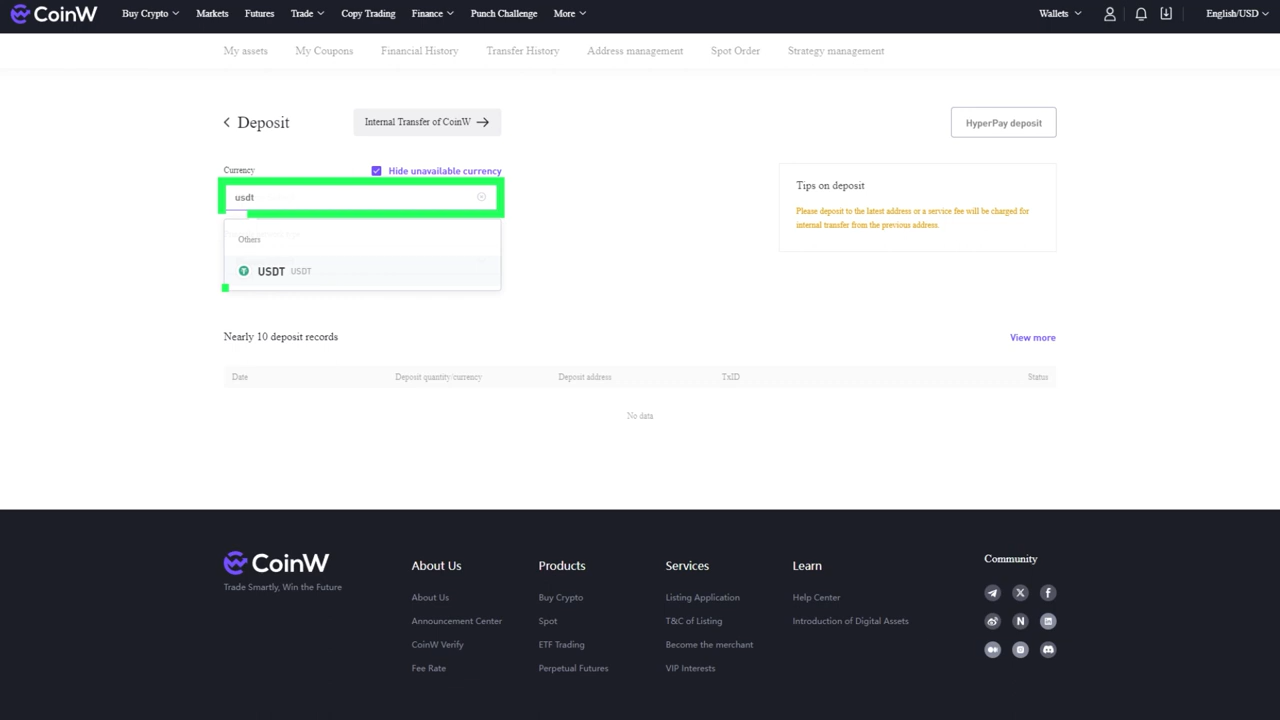 CoinW Buy Crypto Markets Futures Trade Copy Trading Finance Punch Challenge More Wallets English/USD
My assets My Coupons Financial History Transfer History Address management Spot Order Strategy management
Deposit Internal Transfer of CoinW HyperPay deposit
Currency Hide unavailable currency
usdt
Others
USDT USDT
Tips on deposit
Please deposit to the latest address or a service fee will be charged for
internal transfer from the previous address.
Nearly 10 deposit records View more
Date Deposit quantity/currency Deposit address TxID Status
No data
CoinW
Trade Smartly, Win the Future
About Us
About Us
Announcement Center
CoinW Verify
Fee Rate
Products
Buy Crypto
Spot
ETF Trading
Perpetual Futures
Services
Listing Application
T&C of Listing
Become the merchant
VIP Interests
Learn
Help Center
Introduction of Digital Assets
Community